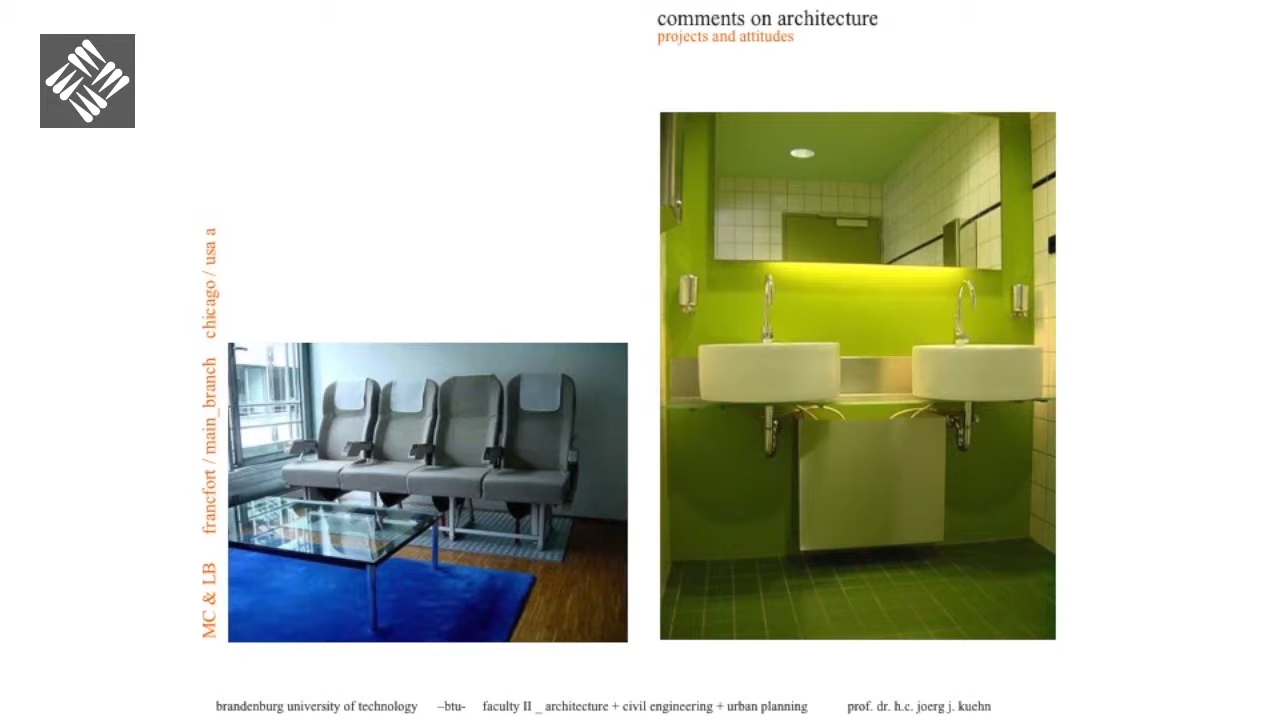 comments on architecture
projects and attitudes
MC & LB francfort / main_branch chicago / usa a
brandenburg university of technology –btu- faculty II _ architecture + civil engineering + urban planning prof. dr. h.c. joerg j. kuehn